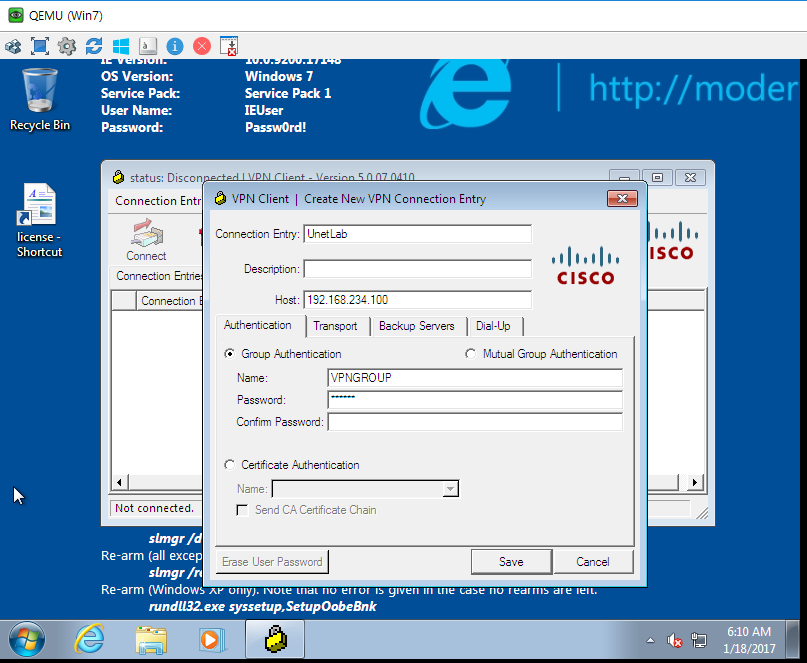 QEMU (Win7)
IE Version: 10.0.9200.17148
OS Version: Windows 7
Service Pack: Service Pack 1
User Name: IEUser
Password: Passw0rd!
http://moder
Recycle Bin
license -
Shortcut
status: Disconnected | VPN Client - Version 5.0.07.0410
Connection Entr
Connect
Connection Entries
Connection E
ISCO
VPN Client | Create New VPN Connection Entry
Connection Entry: UnetLab
Description:
Host: 192.168.234.100
CISCO
Authentication Transport Backup Servers Dial-Up
Group Authentication Mutual Group Authentication
Name: VPNGROUP
Password: ******
Confirm Password:
Certificate Authentication
Name:
Send CA Certificate Chain
Erase User Password Save Cancel
Not connected.
slmgr /d
Re-arm (all excep
slmgr /re
Re-arm (Windows XP only). Note that no error is given in the case no rearms are left.
rundll32.exe syssetup,SetupOobeBnk
6:10 AM
1/18/2017